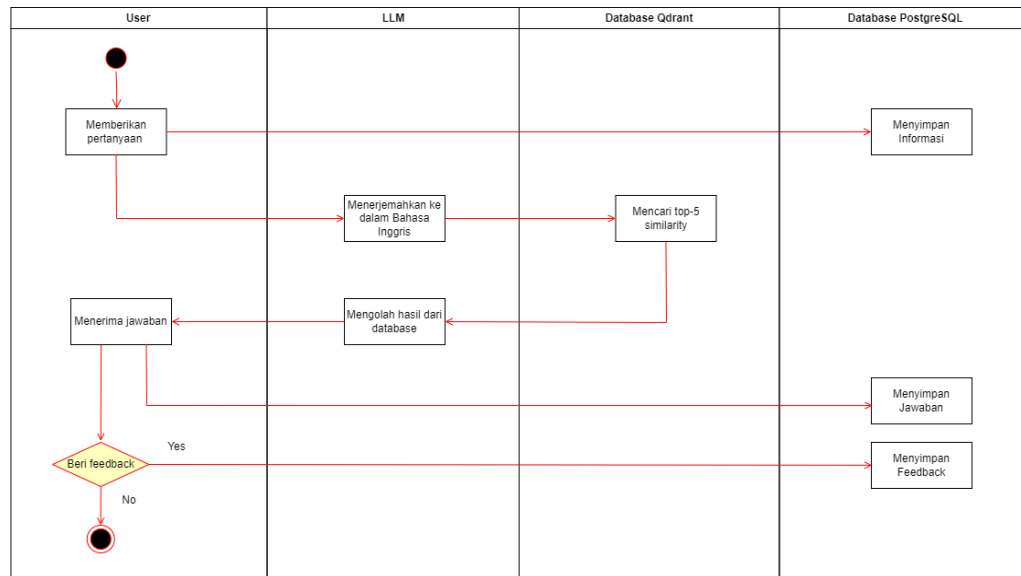 User
LLM
Database Qdrant
Database PostgreSQL
Memberikan
pertanyaan
Menyimpan
Informasi
Menerjemahkan ke
dalam Bahasa
Inggris
Mencari top-5
similarity
Menerima jawaban
Mengolah hasil dari
database
Menyimpan
Jawaban
Beri feedback
Yes
Menyimpan
Feedback
No